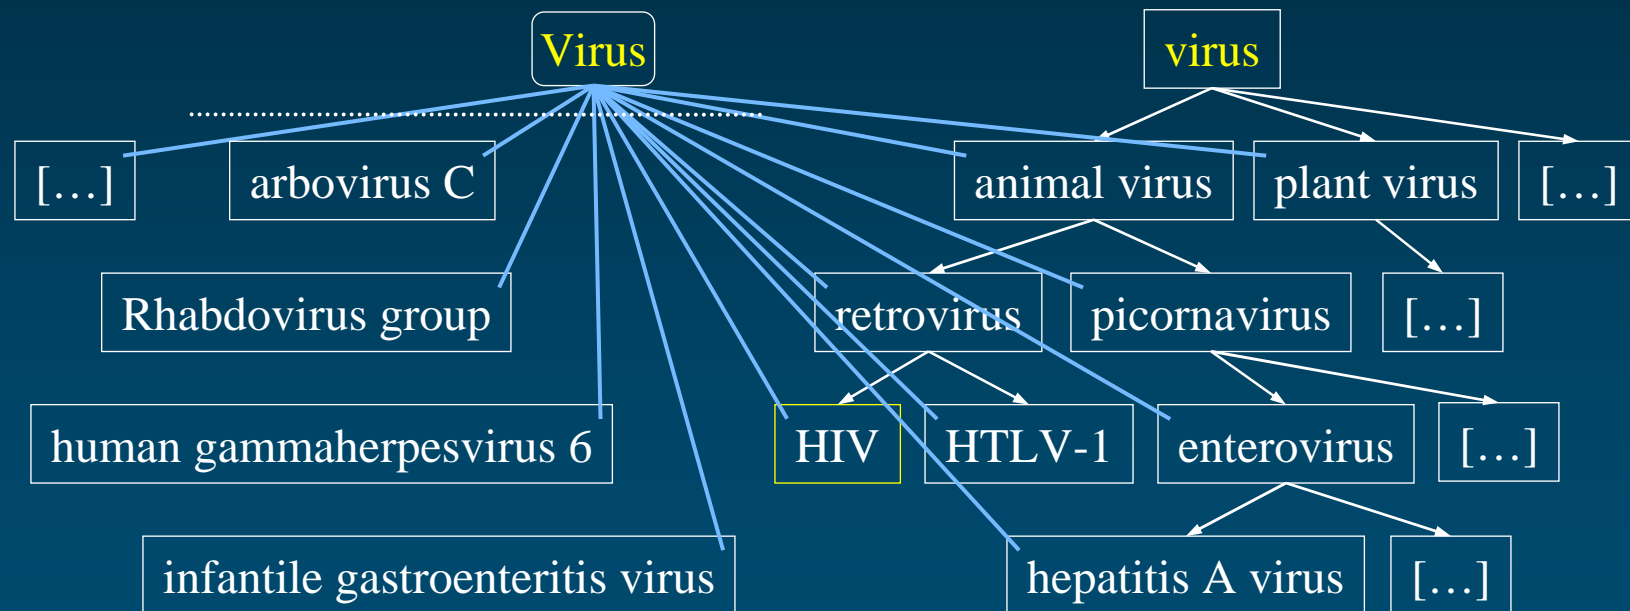 Virus
virus
[…]
arbovirus C
animal virus
plant virus
[…]
Rhabdovirus group
retrovirus
picornavirus
[…]
human gammaherpesvirus 6
HIV
HTLV-1
enterovirus
[…]
infantile gastroenteritis virus
hepatitis A virus
[…]